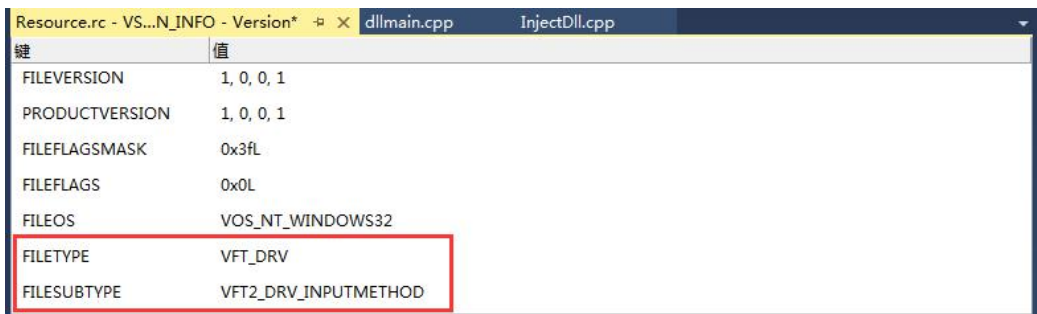 Resource.rc - VS...N_INFO - Version* dllmain.cpp InjectDll.cpp
键 值
FILEVERSION 1, 0, 0, 1
PRODUCTVERSION 1, 0, 0, 1
FILEFLAGSMASK 0x3fL
FILEFLAGS 0x0L
FILEOS VOS_NT_WINDOWS32
FILETYPE VFT_DRV
FILESUBTYPE VFT2_DRV_INPUTMETHOD